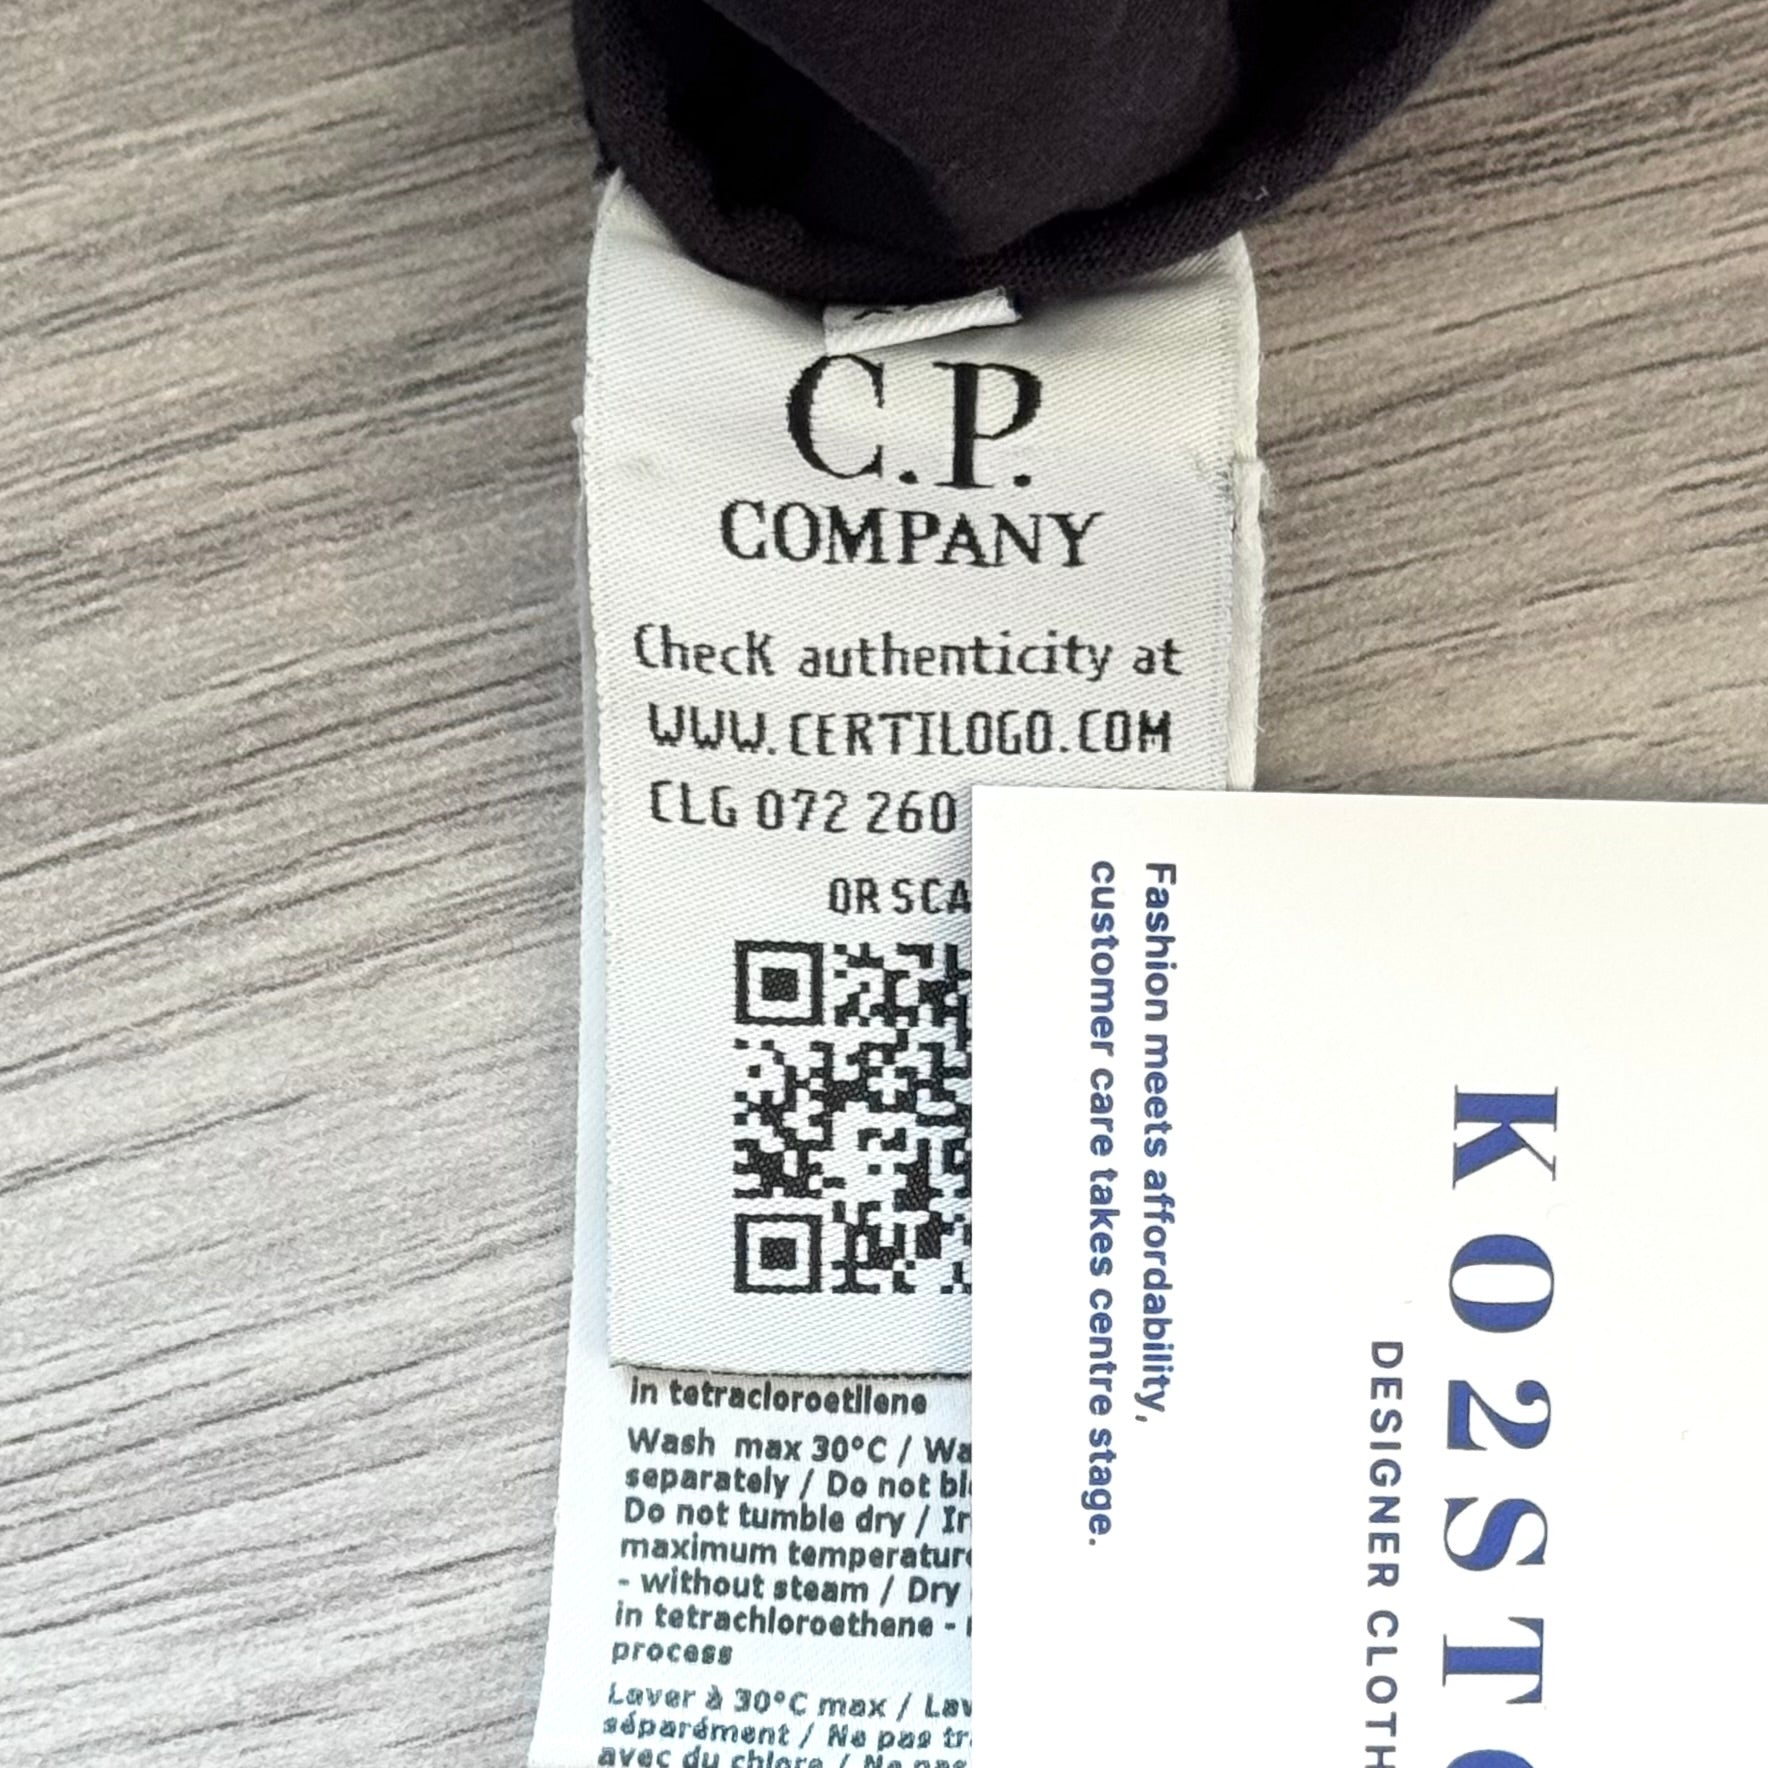 C.P.
COMPANY
Check authenticity at
WWW.CERTILOGO.COM
CLG 072 260
OR SCA
in tetracloroetilene
Wash max 30°C / Wa
separately / Do not bl
Do not tumble dry / Ir
maximum temperature
- without steam / Dry
in tetrachloroethene -
process
Laver à 30°C max / Lav
séparément / Ne pas tr
avec du chlore / Ne pas
Fashion meets affordability,
customer care takes centre stage.
K02ST
DESIGNER CLOTH